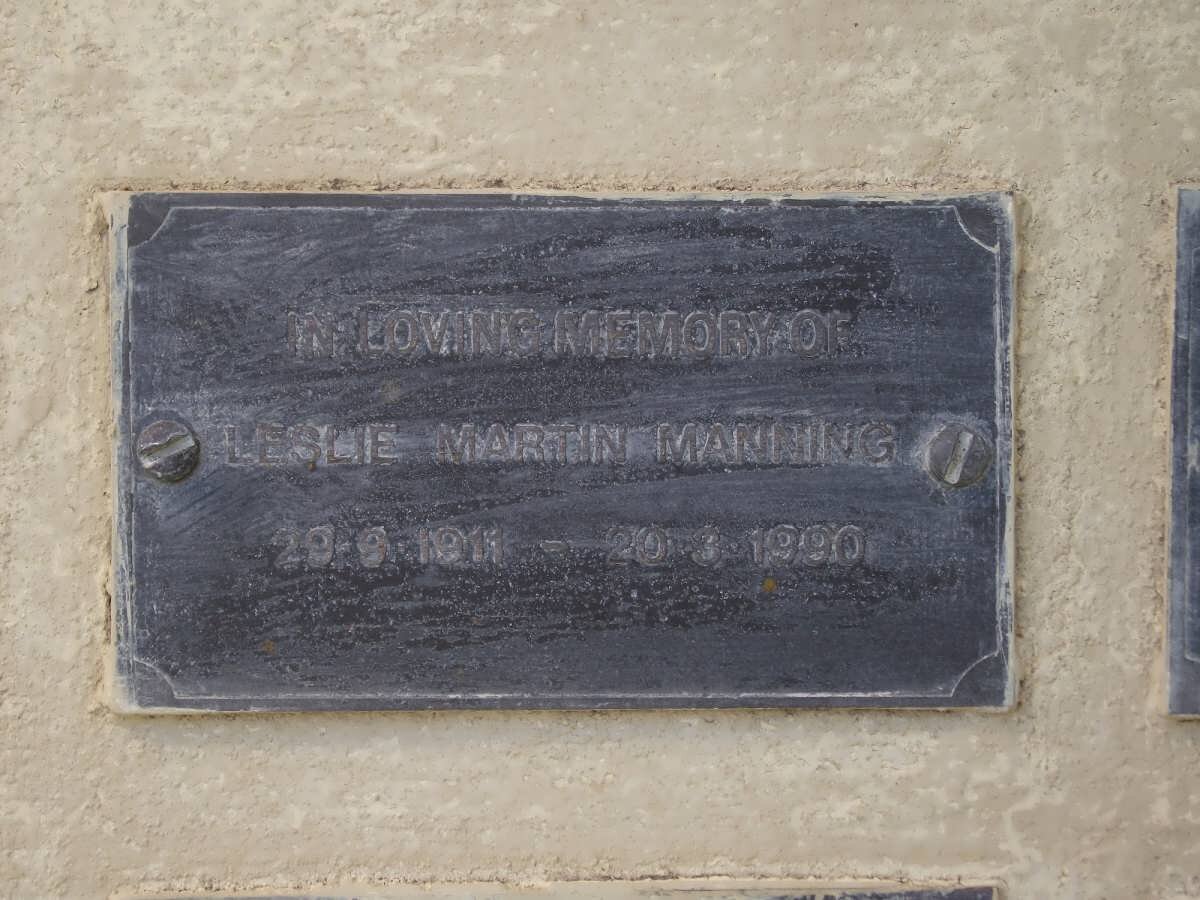 IN LOVING MEMORY OF
LESLIE MARTIN MANNING
29·9·1911 – 20·3·1990